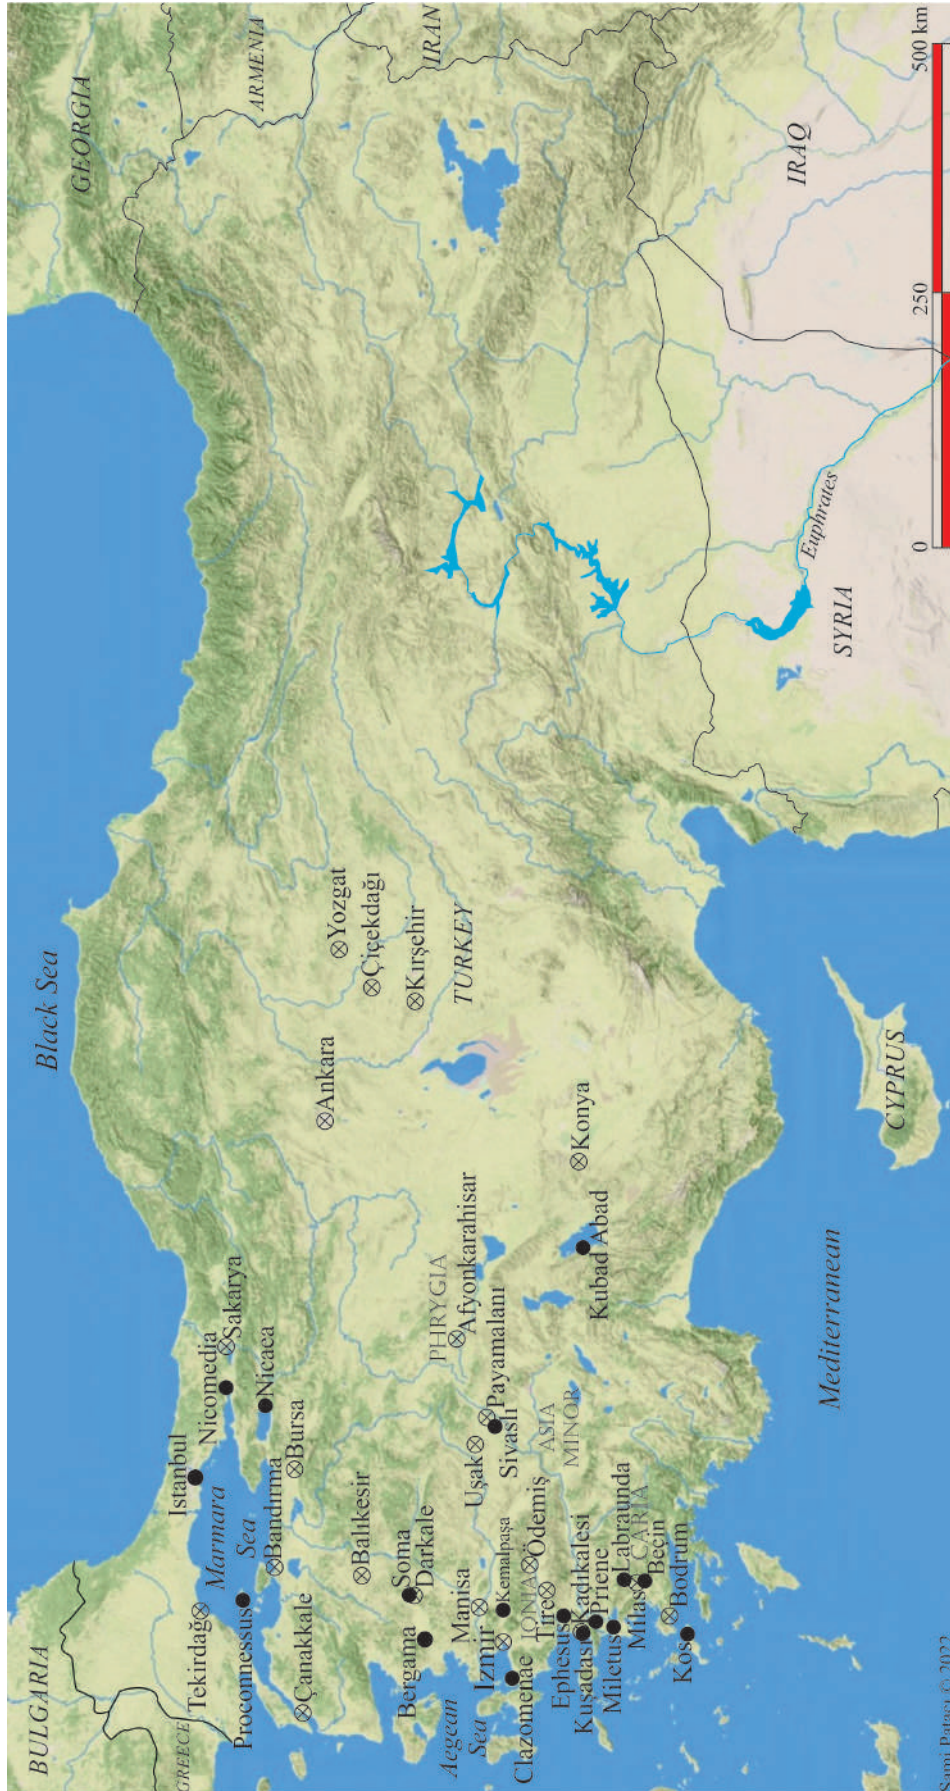 BULGARIA
GREECE
Black Sea
GEORGIA
ARMENIA
IRAN
Istanbul
Nicomedia
Sakarya
Tekirdağ
Marmara
Sea
Nicaea
Procomessus
Bandırma
Bursa
Çanakkale
Balıkesir
Ankara
Yozgat
Çiçekdağı
Kırşehir
TURKEY
Soma
Darkale
Bergama
PHRYGIA
Afyonkarahisar
Aegean
Sea
Manisa
Uşak
Payamalanı
Sivaslı
Izmir
Kemalpaşa
Clazomenae
IONIA
Ödemiş
Tire
ASIA
MINOR
Konya
Kubad Abad
Ephesus
Kuşadası
Kadıkalesi
Priene
Miletus
Labraunda
Milas
CARIA
Beçin
Bodrum
Kos
Mediterranean
CYPRUS
SYRIA
Euphrates
IRAQ
0
250
500 km